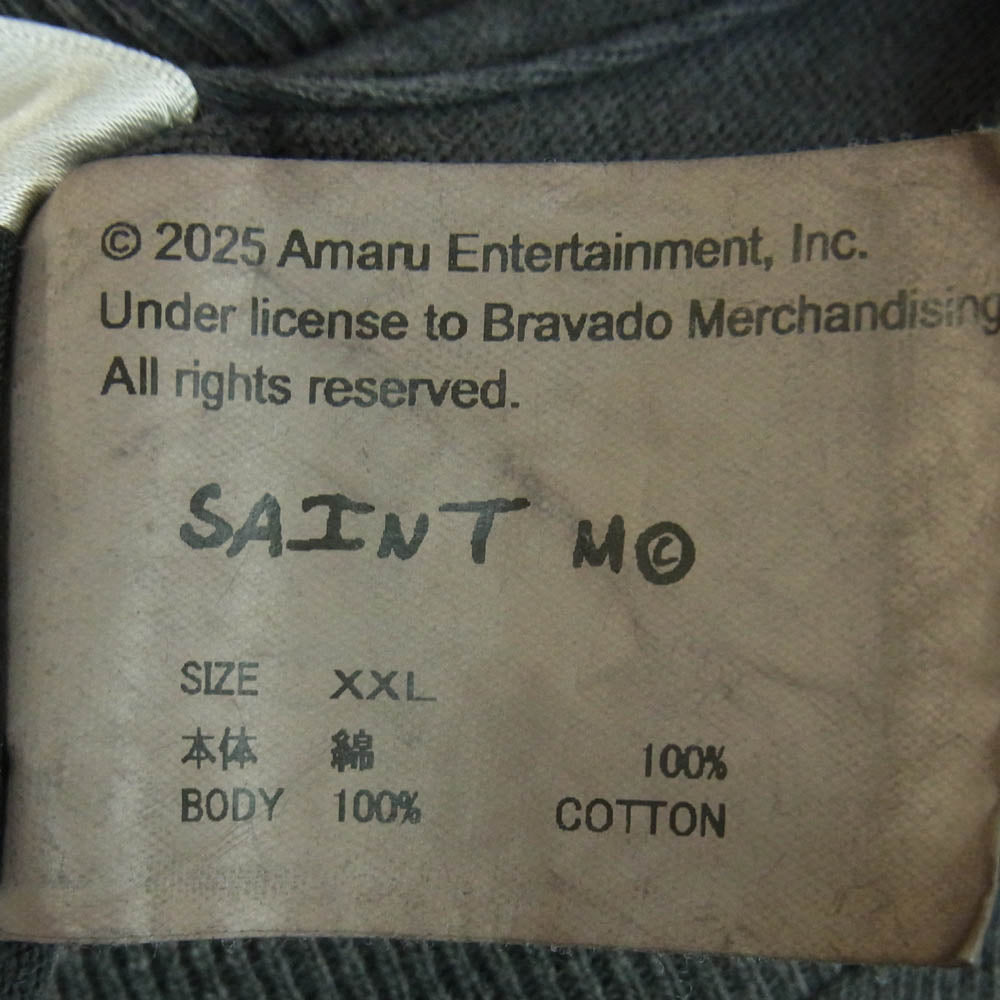 © 2025 Amaru Entertainment, Inc.
Under license to Bravado Merchandising
All rights reserved.
SAINT M©
SIZE XXL
本体 綿 100%
BODY 100% COTTON